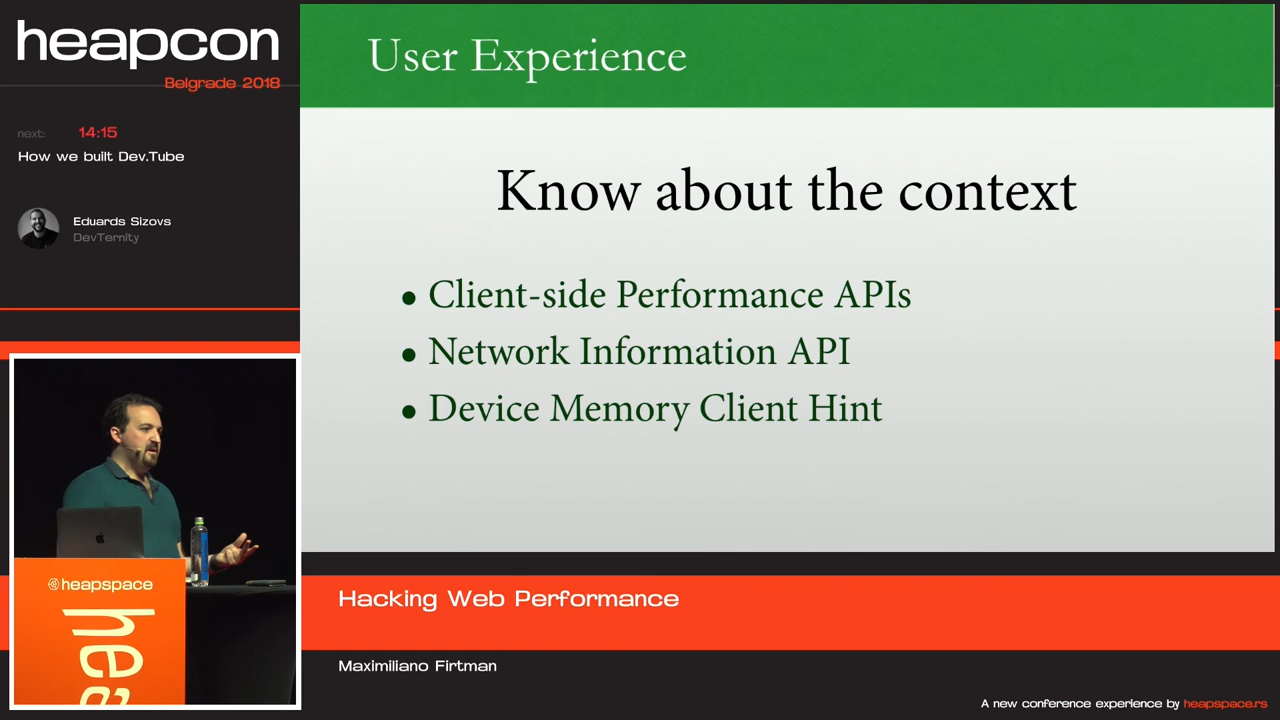 heapcon
Belgrade 2018
next: 14:15
How we built Dev.Tube
Eduards Sizovs
DevTernity
User Experience
Know about the context
• Client-side Performance APIs
• Network Information API
• Device Memory Client Hint
heapspace
hea
Hacking Web Performance
Maximiliano Firtman
A new conference experience by heapspace.rs